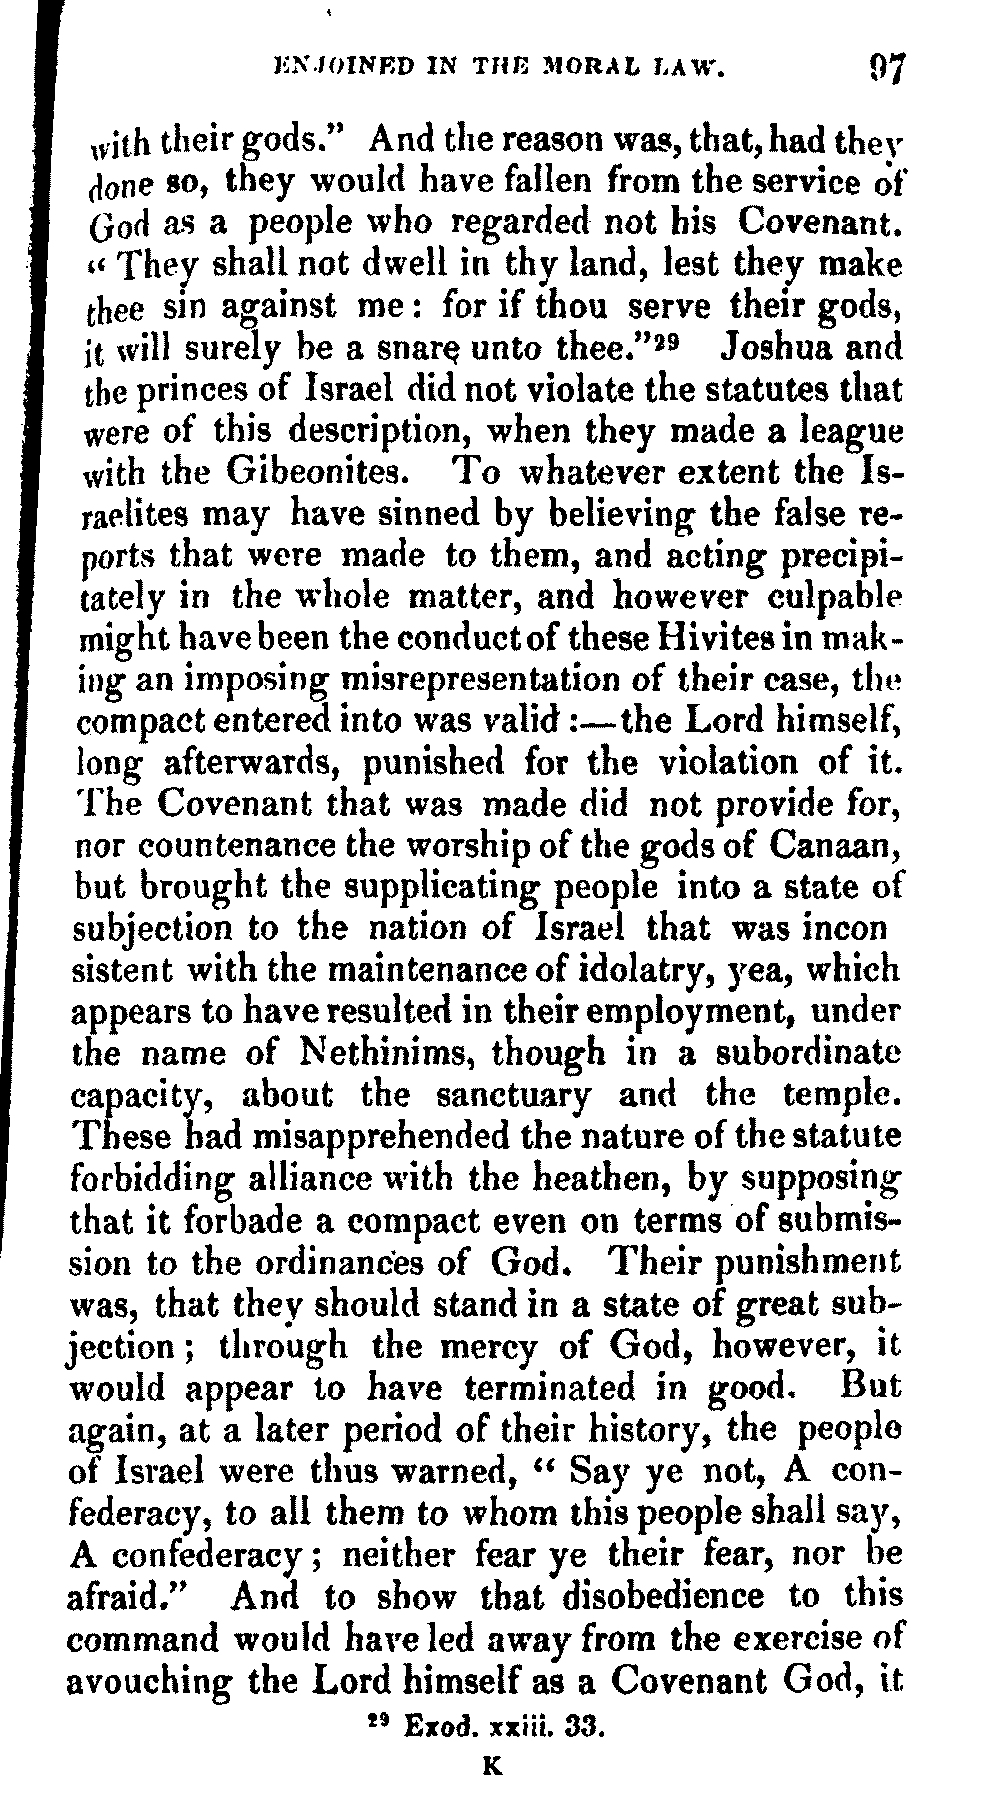 ENJOINED IN THE MORAL LAW. 97
with their gods.” And the reason was, that, had they
done so, they would have fallen from the service of
God as a people who regarded not his Covenant.
“ They shall not dwell in thy land, lest they make
thee sin against me : for if thou serve their gods,
it will surely be a snare unto thee.”²⁹ Joshua and
the princes of Israel did not violate the statutes that
were of this description, when they made a league
with the Gibeonites. To whatever extent the Is-
raelites may have sinned by believing the false re-
ports that were made to them, and acting precipi-
tately in the whole matter, and however culpable
might have been the conduct of these Hivites in mak-
ing an imposing misrepresentation of their case, the
compact entered into was valid :—the Lord himself,
long afterwards, punished for the violation of it.
The Covenant that was made did not provide for,
nor countenance the worship of the gods of Canaan,
but brought the supplicating people into a state of
subjection to the nation of Israel that was incon
sistent with the maintenance of idolatry, yea, which
appears to have resulted in their employment, under
the name of Nethinims, though in a subordinate
capacity, about the sanctuary and the temple.
These had misapprehended the nature of the statute
forbidding alliance with the heathen, by supposing
that it forbade a compact even on terms of submis-
sion to the ordinances of God. Their punishment
was, that they should stand in a state of great sub-
jection ; through the mercy of God, however, it
would appear to have terminated in good. But
again, at a later period of their history, the people
of Israel were thus warned, “ Say ye not, A con-
federacy, to all them to whom this people shall say,
A confederacy ; neither fear ye their fear, nor be
afraid.” And to show that disobedience to this
command would have led away from the exercise of
avouching the Lord himself as a Covenant God, it
²⁹ Exod. xxiii. 33.
K